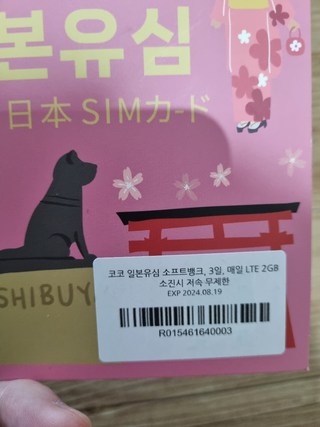 본유심
日本 SIMカード
SHIBUY
코코 일본유심 소프트뱅크, 3일, 매일 LTE 2GB
소진시 저속 무제한
EXP 2024.08.19
R015461640003